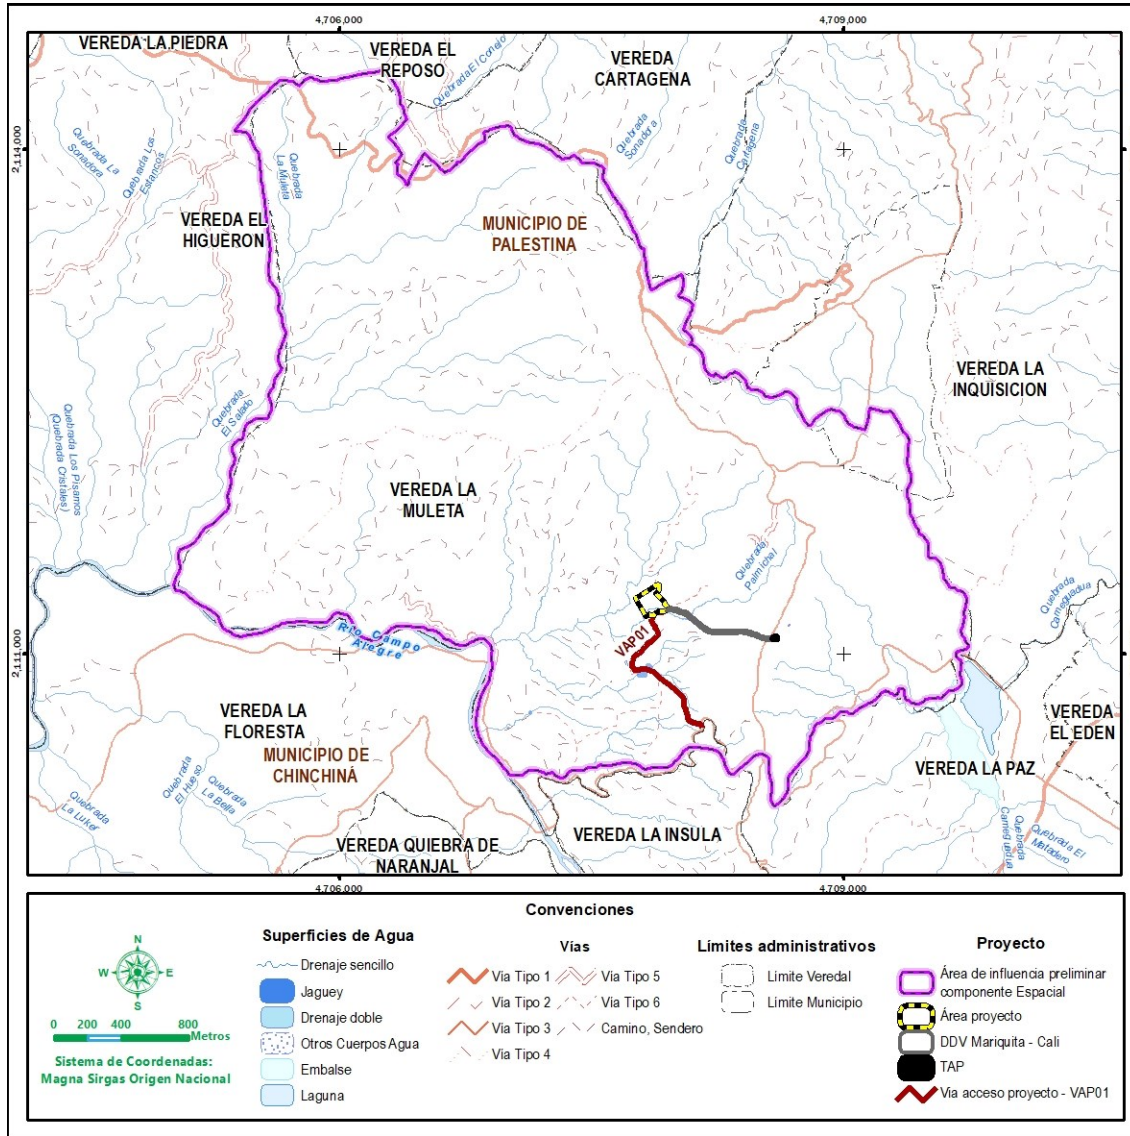 4,706,000
4,709,000
VEREDA LA PIEDRA
VEREDA EL
REPOSO
Quebrada El Conejo
VEREDA
CARTAGENA
2,114,000
Quebrada La
Sonadora
Quebrada Los
Estancos
Quebrada
La Muleta
Quebrada
Sonadora
Quebrada
Cartagena
VEREDA EL
HIGUERON
MUNICIPIO DE
PALESTINA
VEREDA LA
INQUISICION
Quebrada
El Salado
Quebrada Los Pisamos
(Quebrada Cristales)
VEREDA LA
MULETA
Quebrada
Palmichal
Quebrada
Cameguadua
2,111,000
Río Campo
Alegre
VAP01
VEREDA LA
FLORESTA
MUNICIPIO DE
CHINCHINÁ
VEREDA
EL EDEN
VEREDA LA PAZ
Quebrada
El Hueso
Quebrada
La Bella
Quebrada
La Luker
VEREDA LA INSULA
VEREDA QUIEBRA DE
NARANJAL
Quebrada
Cameguadua
Quebrada El
Matadero
4,706,000
4,709,000
Convenciones
N
W
E
S
0 200 400 800
Metros
Sistema de Coordenadas:
Magna Sirgas Origen Nacional
Superficies de Agua
Drenaje sencillo
Jaguey
Drenaje doble
Otros Cuerpos Agua
Embalse
Laguna
Vías
Via Tipo 1
Via Tipo 2
Via Tipo 3
Via Tipo 4
Via Tipo 5
Via Tipo 6
Camino, Sendero
Límites administrativos
Limite Veredal
Limite Municipio
Proyecto
Área de influencia preliminar
componente Espacial
Área proyecto
DDV Mariquita - Cali
TAP
Via acceso proyecto - VAP01